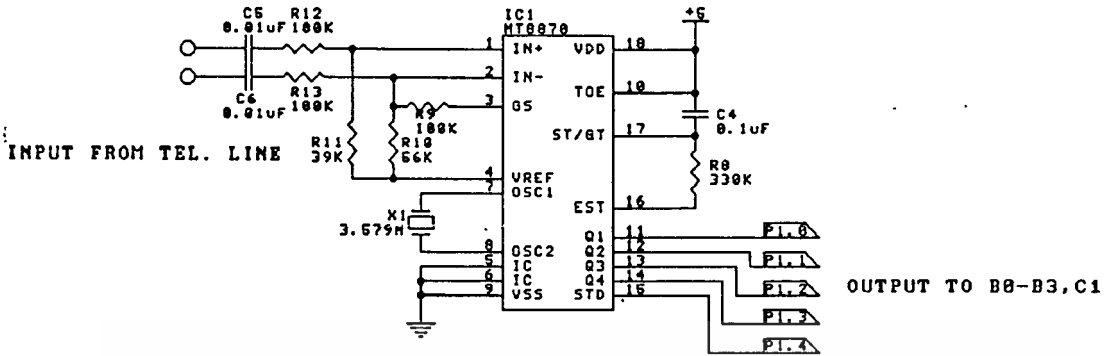 C5 R12
0.01uF 100K
IC1
MT8870
+5
1 IN+ VDD 18
2 IN- TOE 10
C6 R13
0.01uF 100K
3 GS
R9
100K
C4
0.1uF
ST/GT 17
R11
39K
R10
56K
INPUT FROM TEL. LINE
R8
330K
4 VREF
7 OSC1
EST 16
X1
3.579M
Q1 11 P1.0
8 OSC2 Q2 12 P1.1
5 IC Q3 13 P1.2
6 IC Q4 14 P1.3
9 VSS STD 15 P1.4
OUTPUT TO B0-B3,C1